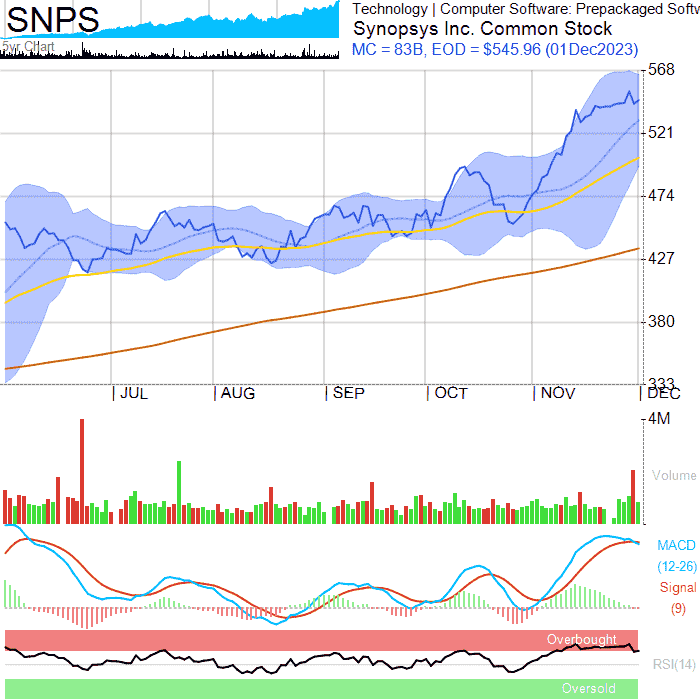 SNPS
5yr Chart
Technology | Computer Software: Prepackaged Softw
Synopsys Inc. Common Stock
MC = 83B, EOD = $545.96 (01Dec2023)
568
521
474
427
380
333
JUL AUG SEP OCT NOV DEC
4M
Volume
MACD
(12-26)
Signal
(9)
Overbought
RSI(14)
Oversold